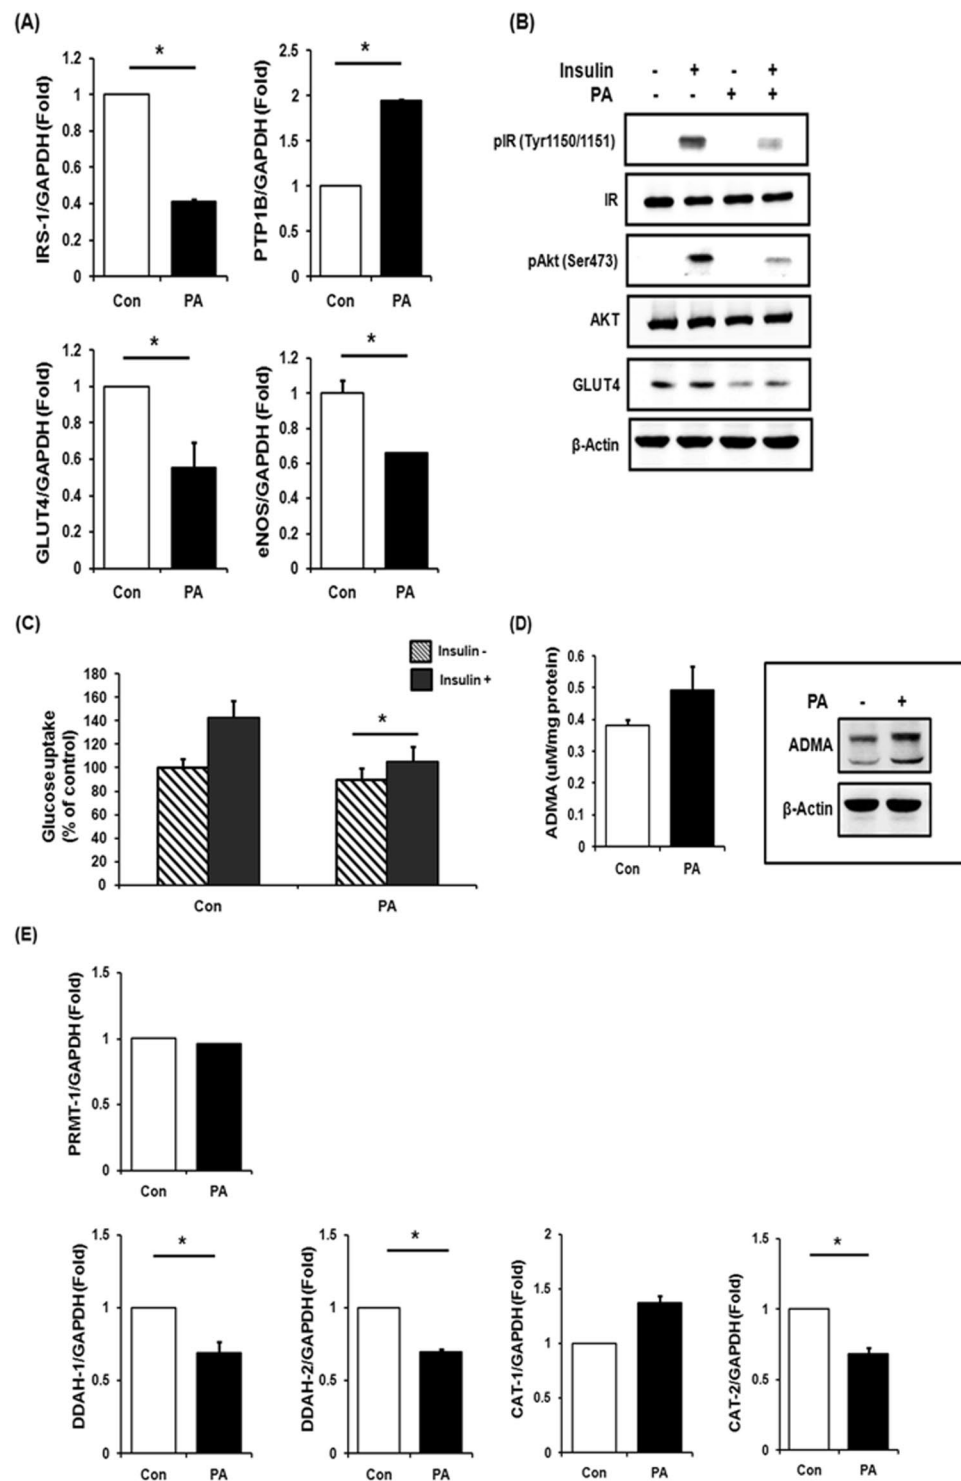 (A)
*
IRS-1/GAPDH (Fold)
1.2
1
0.8
0.6
0.4
0.2
0
Con PA
*
PTP1B/GAPDH (Fold)
2.5
2
1.5
1
0.5
0
Con PA
*
GLUT4/GAPDH (Fold)
1.2
1
0.8
0.6
0.4
0.2
0
Con PA
*
eNOS/GAPDH (Fold)
1.2
1
0.8
0.6
0.4
0.2
0
Con PA
(B)
Insulin - + - +
PA - - + +
pIR (Tyr1150/1151)
IR
pAkt (Ser473)
AKT
GLUT4
β-Actin
(C)
Insulin -
Insulin +
Glucose uptake
(% of control)
180
160
140
120
100
80
60
40
20
0
*
Con PA
(D)
ADMA (uM/mg protein)
0.6
0.5
0.4
0.3
0.2
0.1
0
Con PA
PA - +
ADMA
β-Actin
(E)
PRMT-1/GAPDH (Fold)
1.5
1
0.5
0
Con PA
DDAH-1/GAPDH (Fold)
1.5
1
0.5
0
*
Con PA
DDAH-2/GAPDH (Fold)
1.5
1
0.5
0
*
Con PA
CAT-1/GAPDH (Fold)
2
1.5
1
0.5
0
Con PA
CAT-2/GAPDH (Fold)
1.5
1
0.5
0
*
Con PA